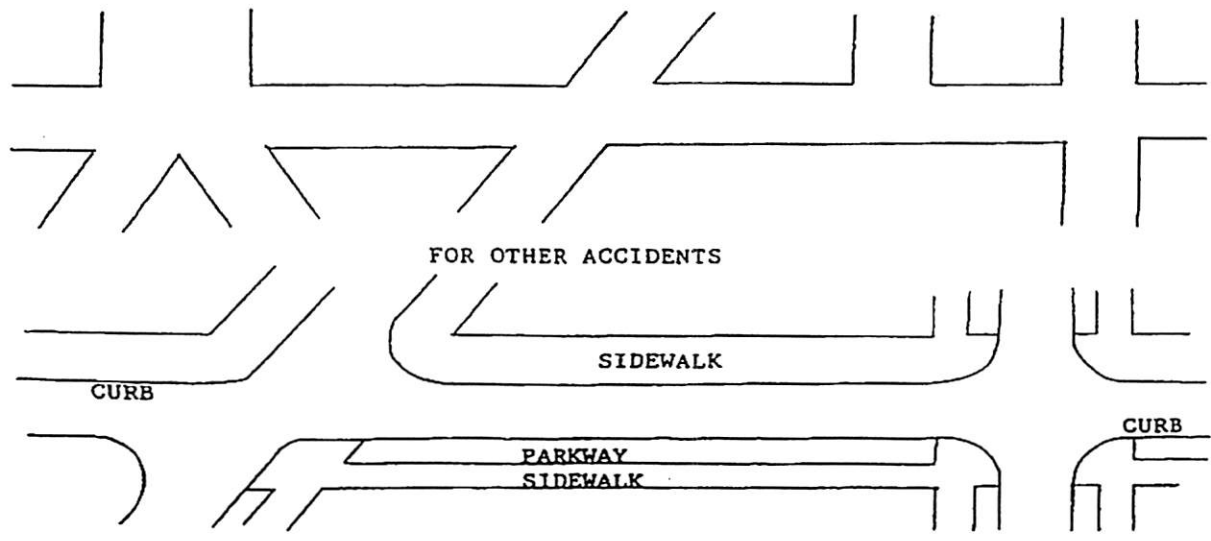 FOR OTHER ACCIDENTS
SIDEWALK
CURB
CURB
PARKWAY
SIDEWALK